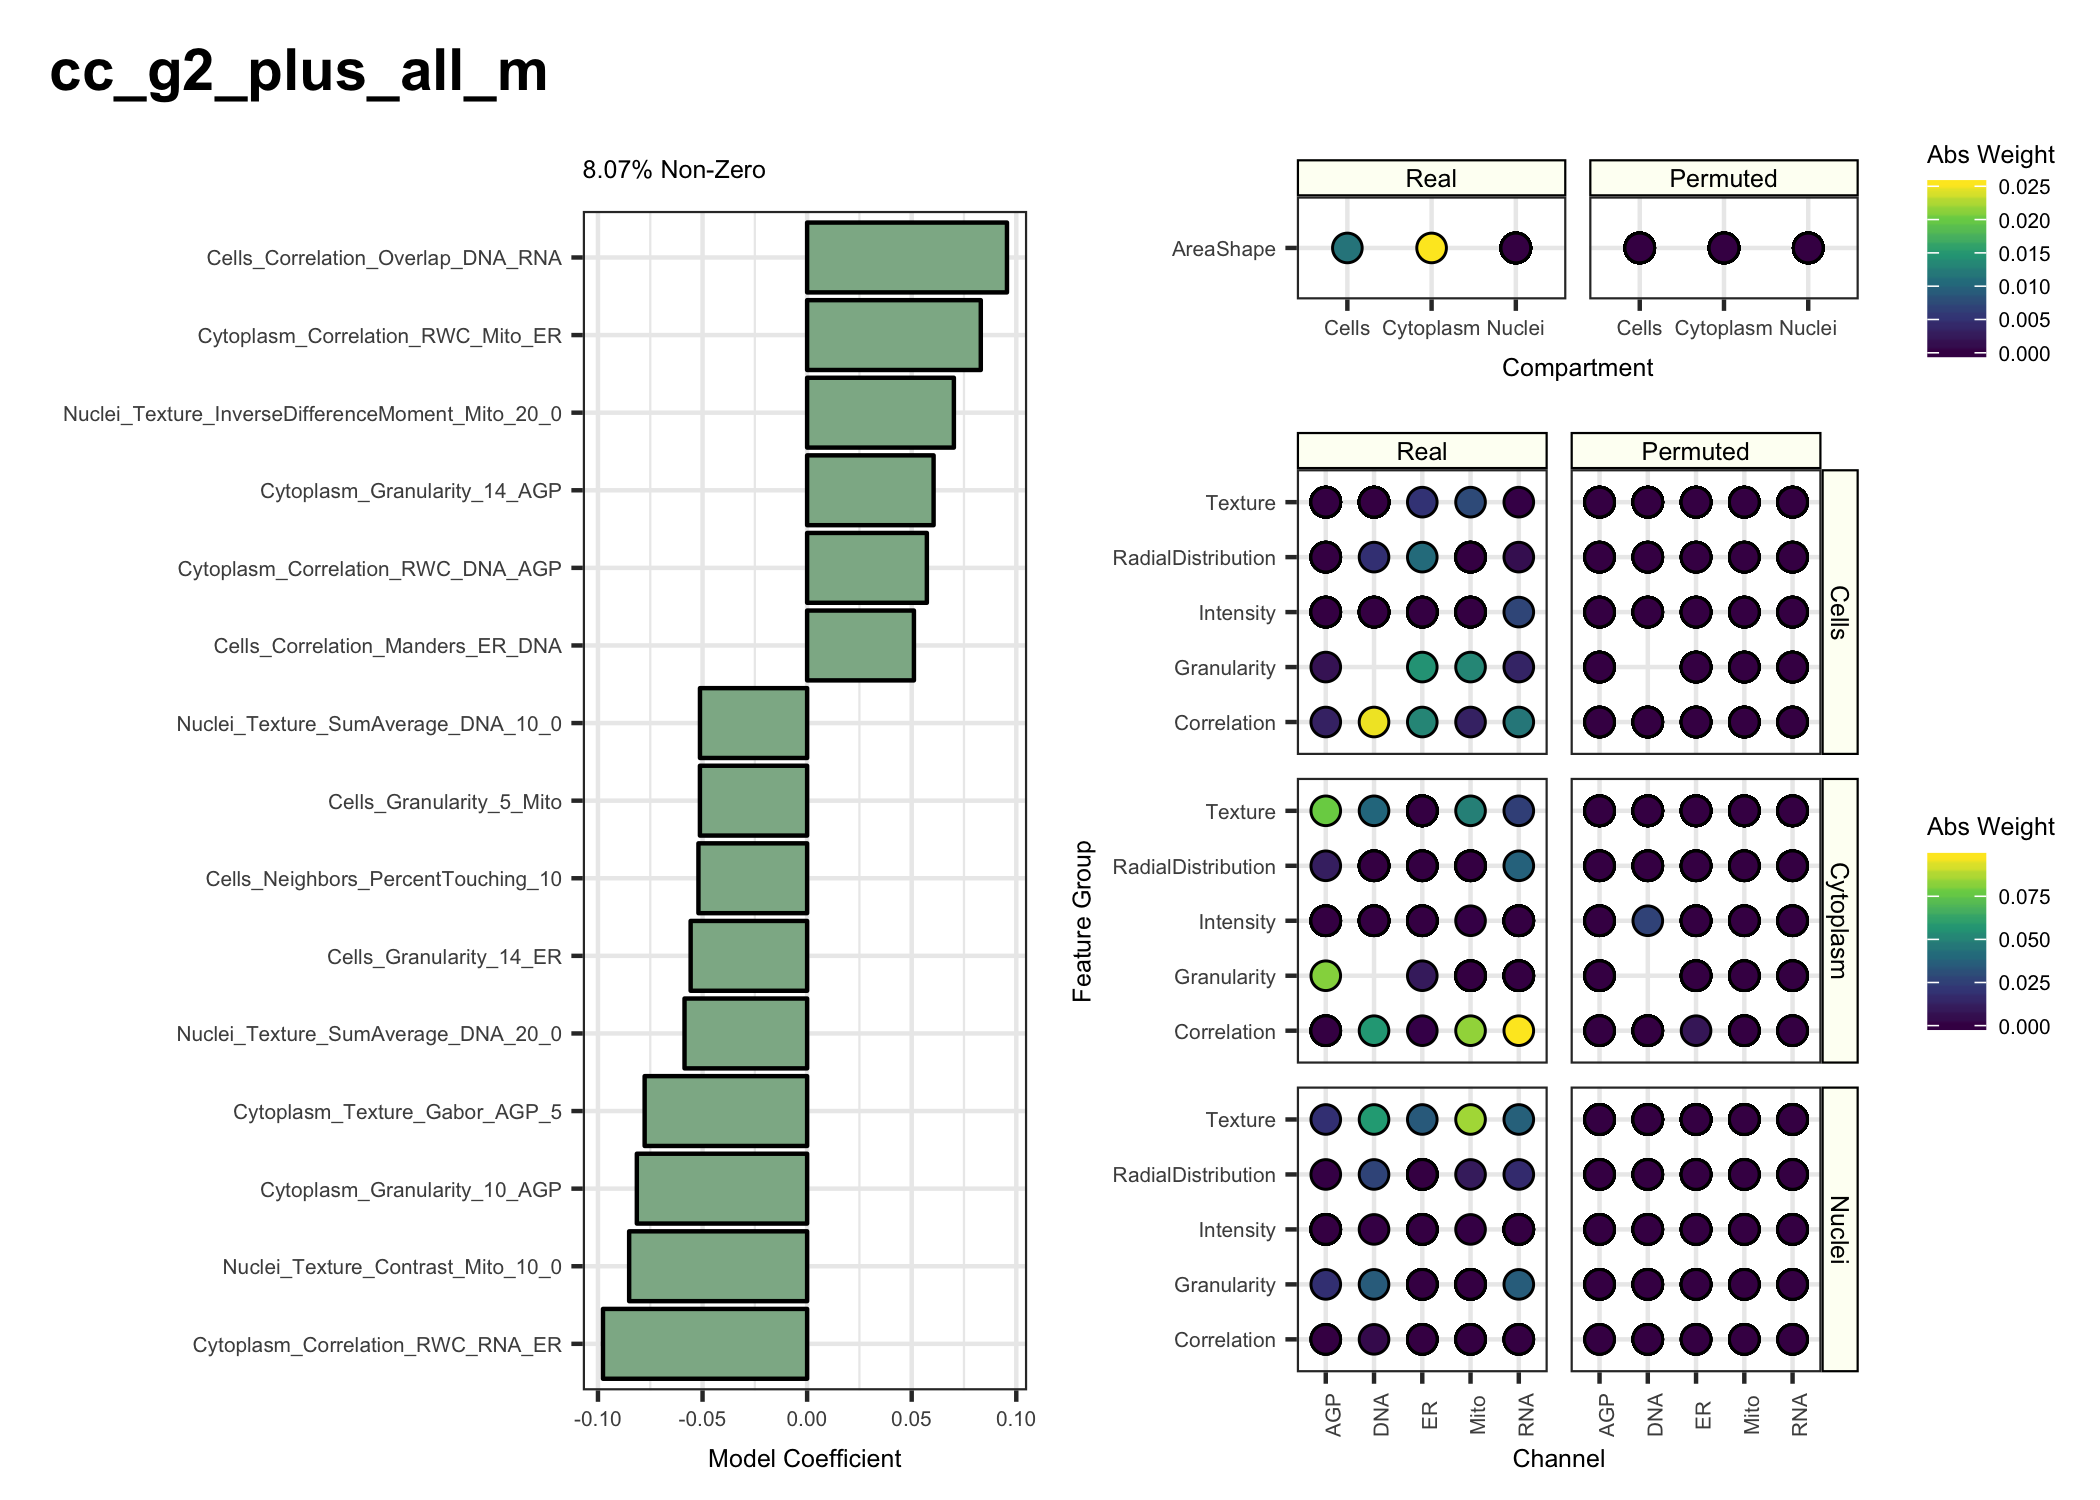 cc_g2_plus_all_m
8.07% Non-Zero
Cells_Correlation_Overlap_DNA_RNA
Cytoplasm_Correlation_RWC_Mito_ER
Nuclei_Texture_InverseDifferenceMoment_Mito_20_0
Cytoplasm_Granularity_14_AGP
Cytoplasm_Correlation_RWC_DNA_AGP
Cells_Correlation_Manders_ER_DNA
Nuclei_Texture_SumAverage_DNA_10_0
Cells_Granularity_5_Mito
Cells_Neighbors_PercentTouching_10
Cells_Granularity_14_ER
Nuclei_Texture_SumAverage_DNA_20_0
Cytoplasm_Texture_Gabor_AGP_5
Cytoplasm_Granularity_10_AGP
Nuclei_Texture_Contrast_Mito_10_0
Cytoplasm_Correlation_RWC_RNA_ER
-0.10 -0.05 0.00 0.05 0.10
Model Coefficient
Real Permuted
AreaShape
Cells Cytoplasm Nuclei Cells Cytoplasm Nuclei
Compartment
Abs Weight
0.025
0.020
0.015
0.010
0.005
0.000
Real Permuted
Feature Group
Texture
RadialDistribution
Intensity
Granularity
Correlation
Cells
Texture
RadialDistribution
Intensity
Granularity
Correlation
Cytoplasm
Texture
RadialDistribution
Intensity
Granularity
Correlation
Nuclei
AGP DNA ER Mito RNA AGP DNA ER Mito RNA
Channel
Abs Weight
0.075
0.050
0.025
0.000